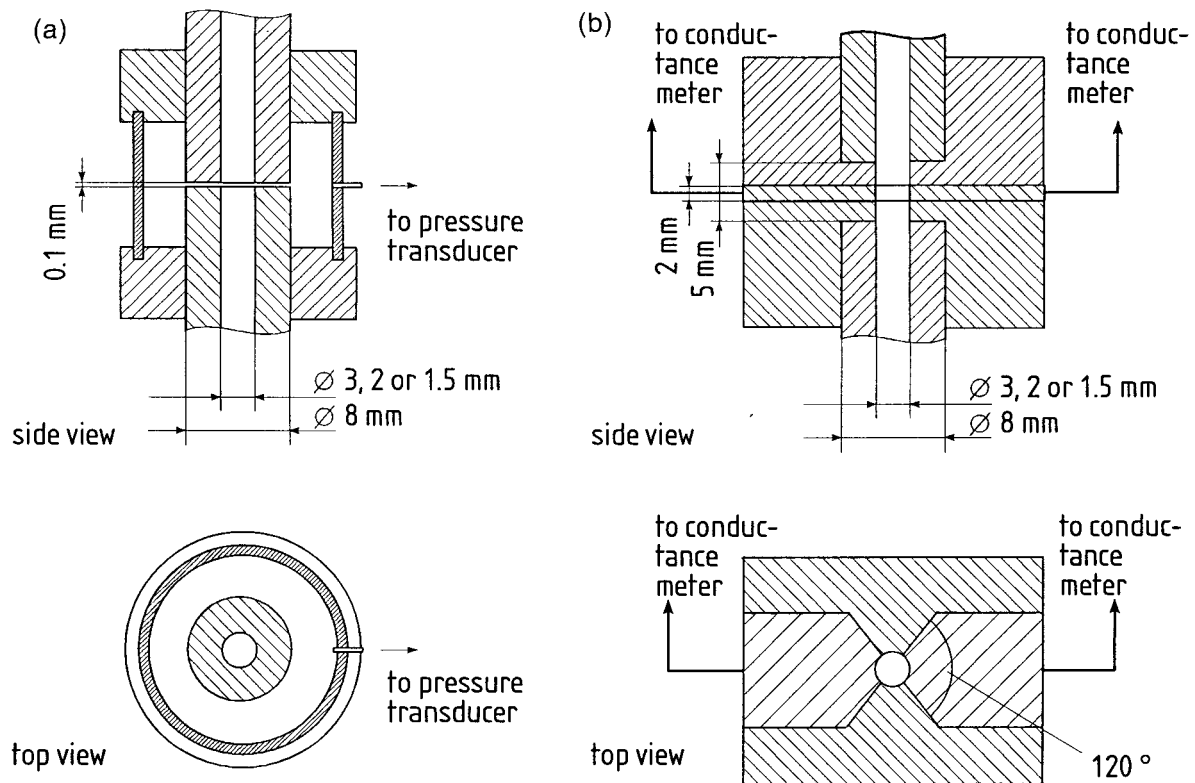 (a)
0.1 mm
to pressure
transducer
Ø 3, 2 or 1.5 mm
Ø 8 mm
side view
to pressure
transducer
top view
(b)
to conduc-
tance
meter
to conduc-
tance
meter
2 mm
5 mm
Ø 3, 2 or 1.5 mm
Ø 8 mm
side view
to conduc-
tance
meter
to conduc-
tance
meter
120 °
top view